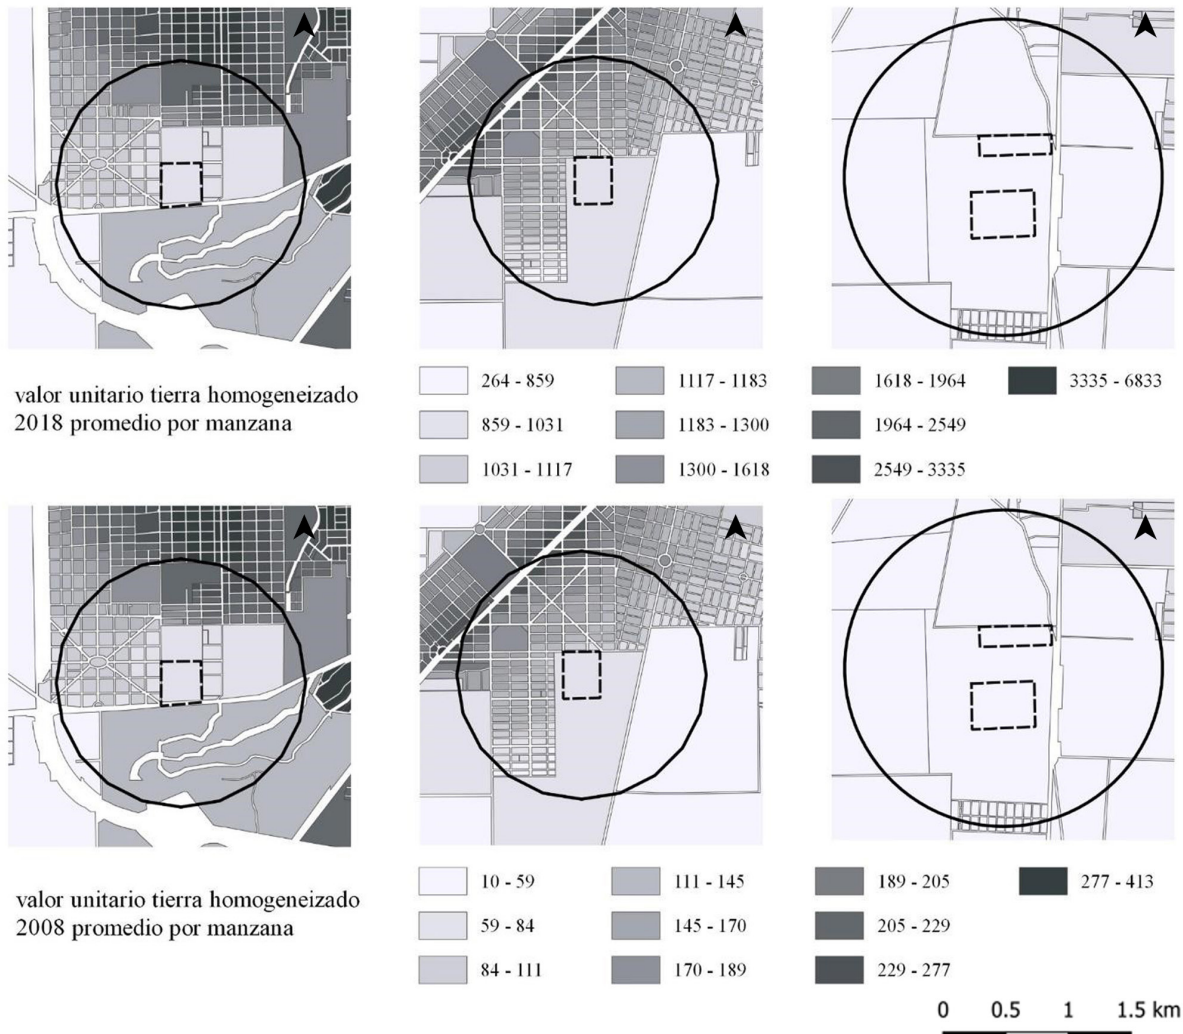 valor unitario tierra homogeneizado
2018 promedio por manzana
264 - 859
859 - 1031
1031 - 1117
1117 - 1183
1183 - 1300
1300 - 1618
1618 - 1964
1964 - 2549
2549 - 3335
3335 - 6833
valor unitario tierra homogeneizado
2008 promedio por manzana
10 - 59
59 - 84
84 - 111
111 - 145
145 - 170
170 - 189
189 - 205
205 - 229
229 - 277
277 - 413
0 0.5 1 1.5 km